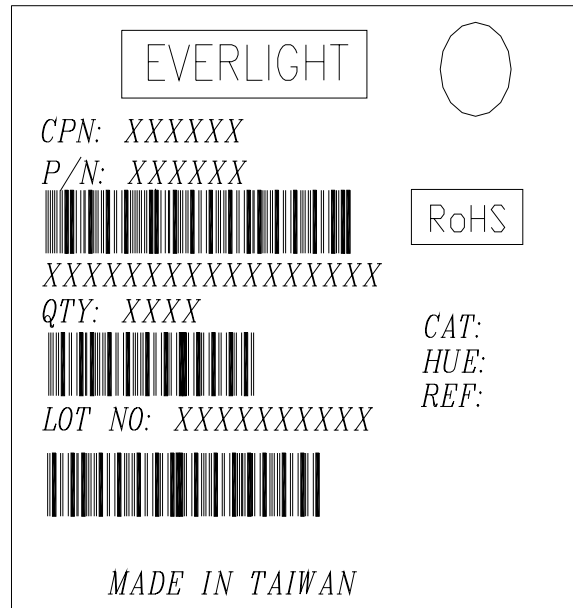 EVERLIGHT
CPN: XXXXXX
P/N: XXXXXX
RoHS
XXXXXXXXXXXXXXXXX
QTY: XXXX
CAT:
HUE:
REF:
LOT NO: XXXXXXXXXX
MADE IN TAIWAN